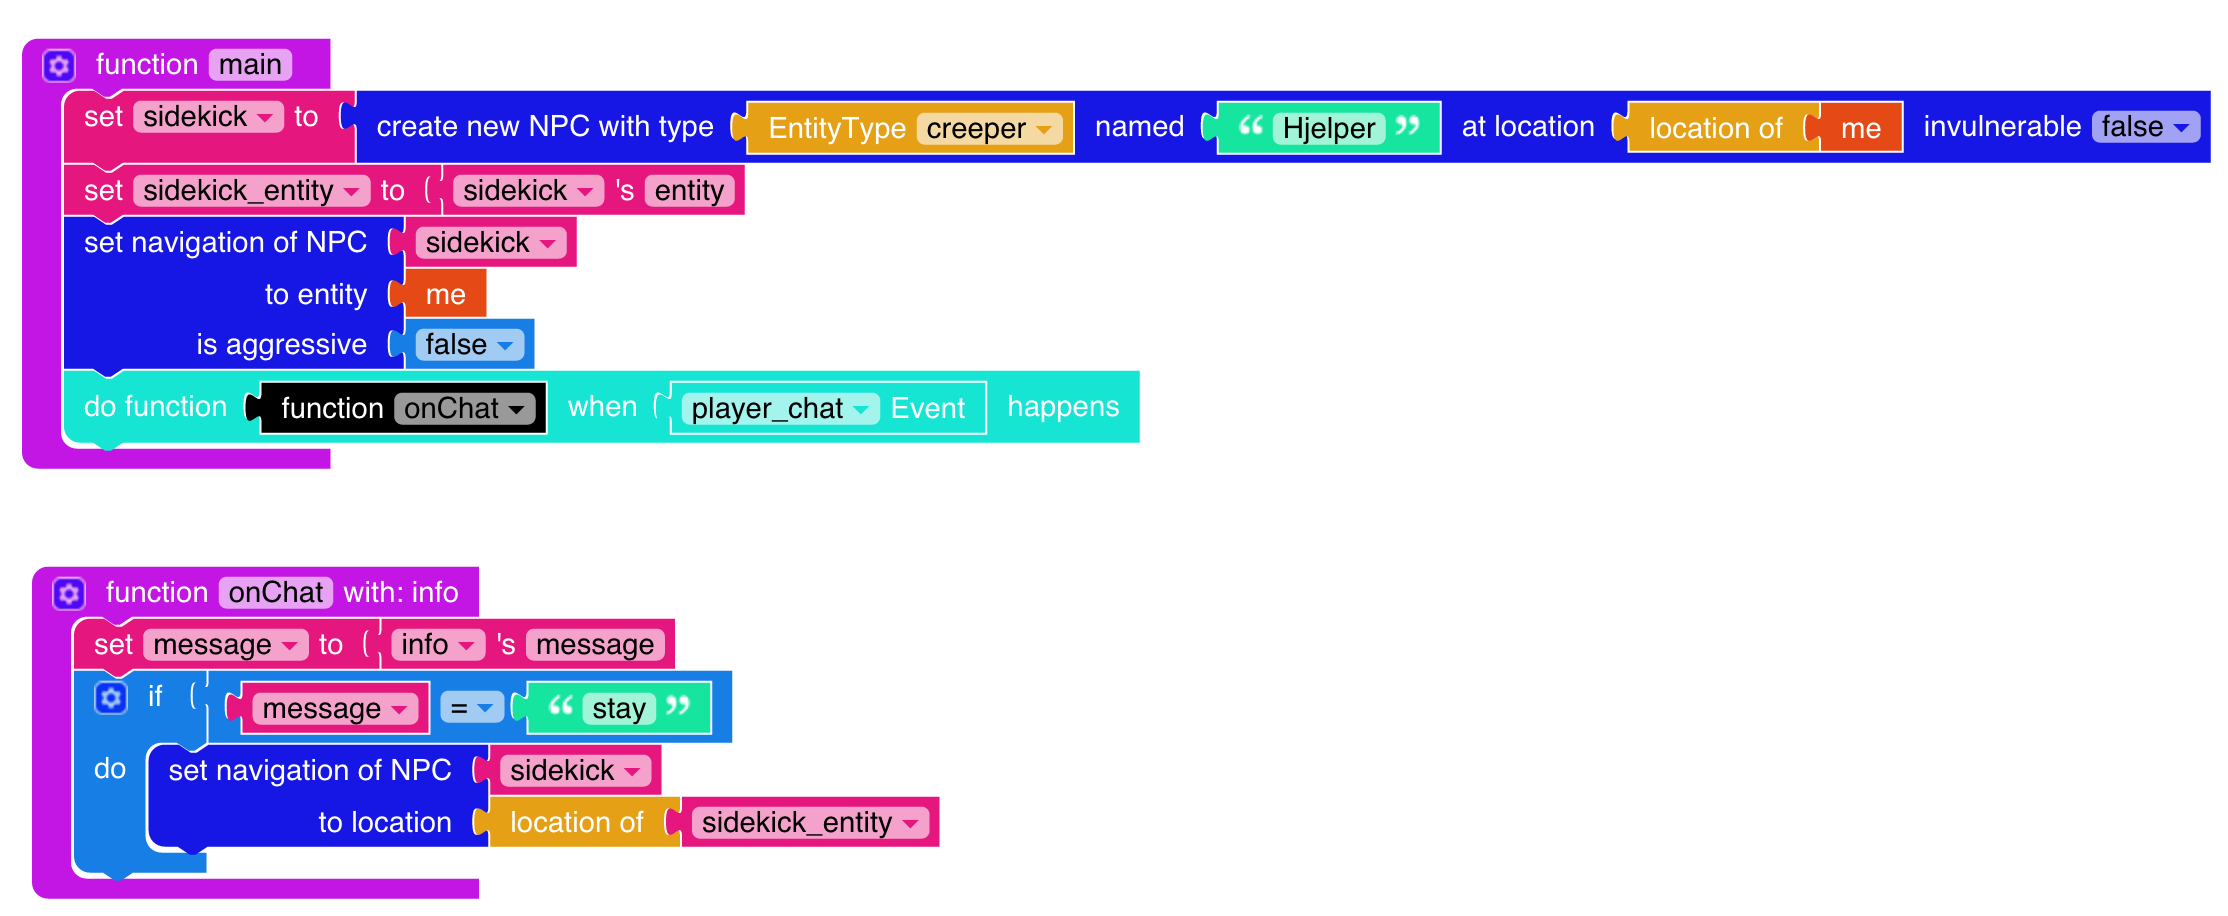 function main
set sidekick to create new NPC with type EntityType creeper named “ Hjelper ” at location location of me invulnerable false
set sidekick_entity to sidekick 's entity
set navigation of NPC sidekick
to entity me
is aggressive false
do function function onChat when player_chat Event happens
function onChat with: info
set message to info 's message
if message = “ stay ”
do set navigation of NPC sidekick
to location location of sidekick_entity